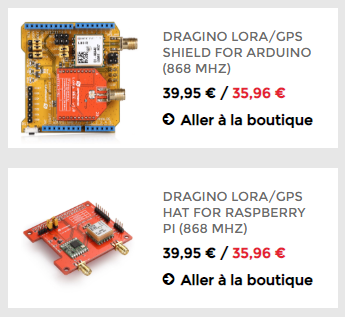 DRAGINO LORA/GPS
SHIELD FOR ARDUINO
(868 MHZ)
39,95 € / 35,96 €
Aller à la boutique
DRAGINO LORA/GPS
HAT FOR RASPBERRY
PI (868 MHZ)
39,95 € / 35,96 €
Aller à la boutique